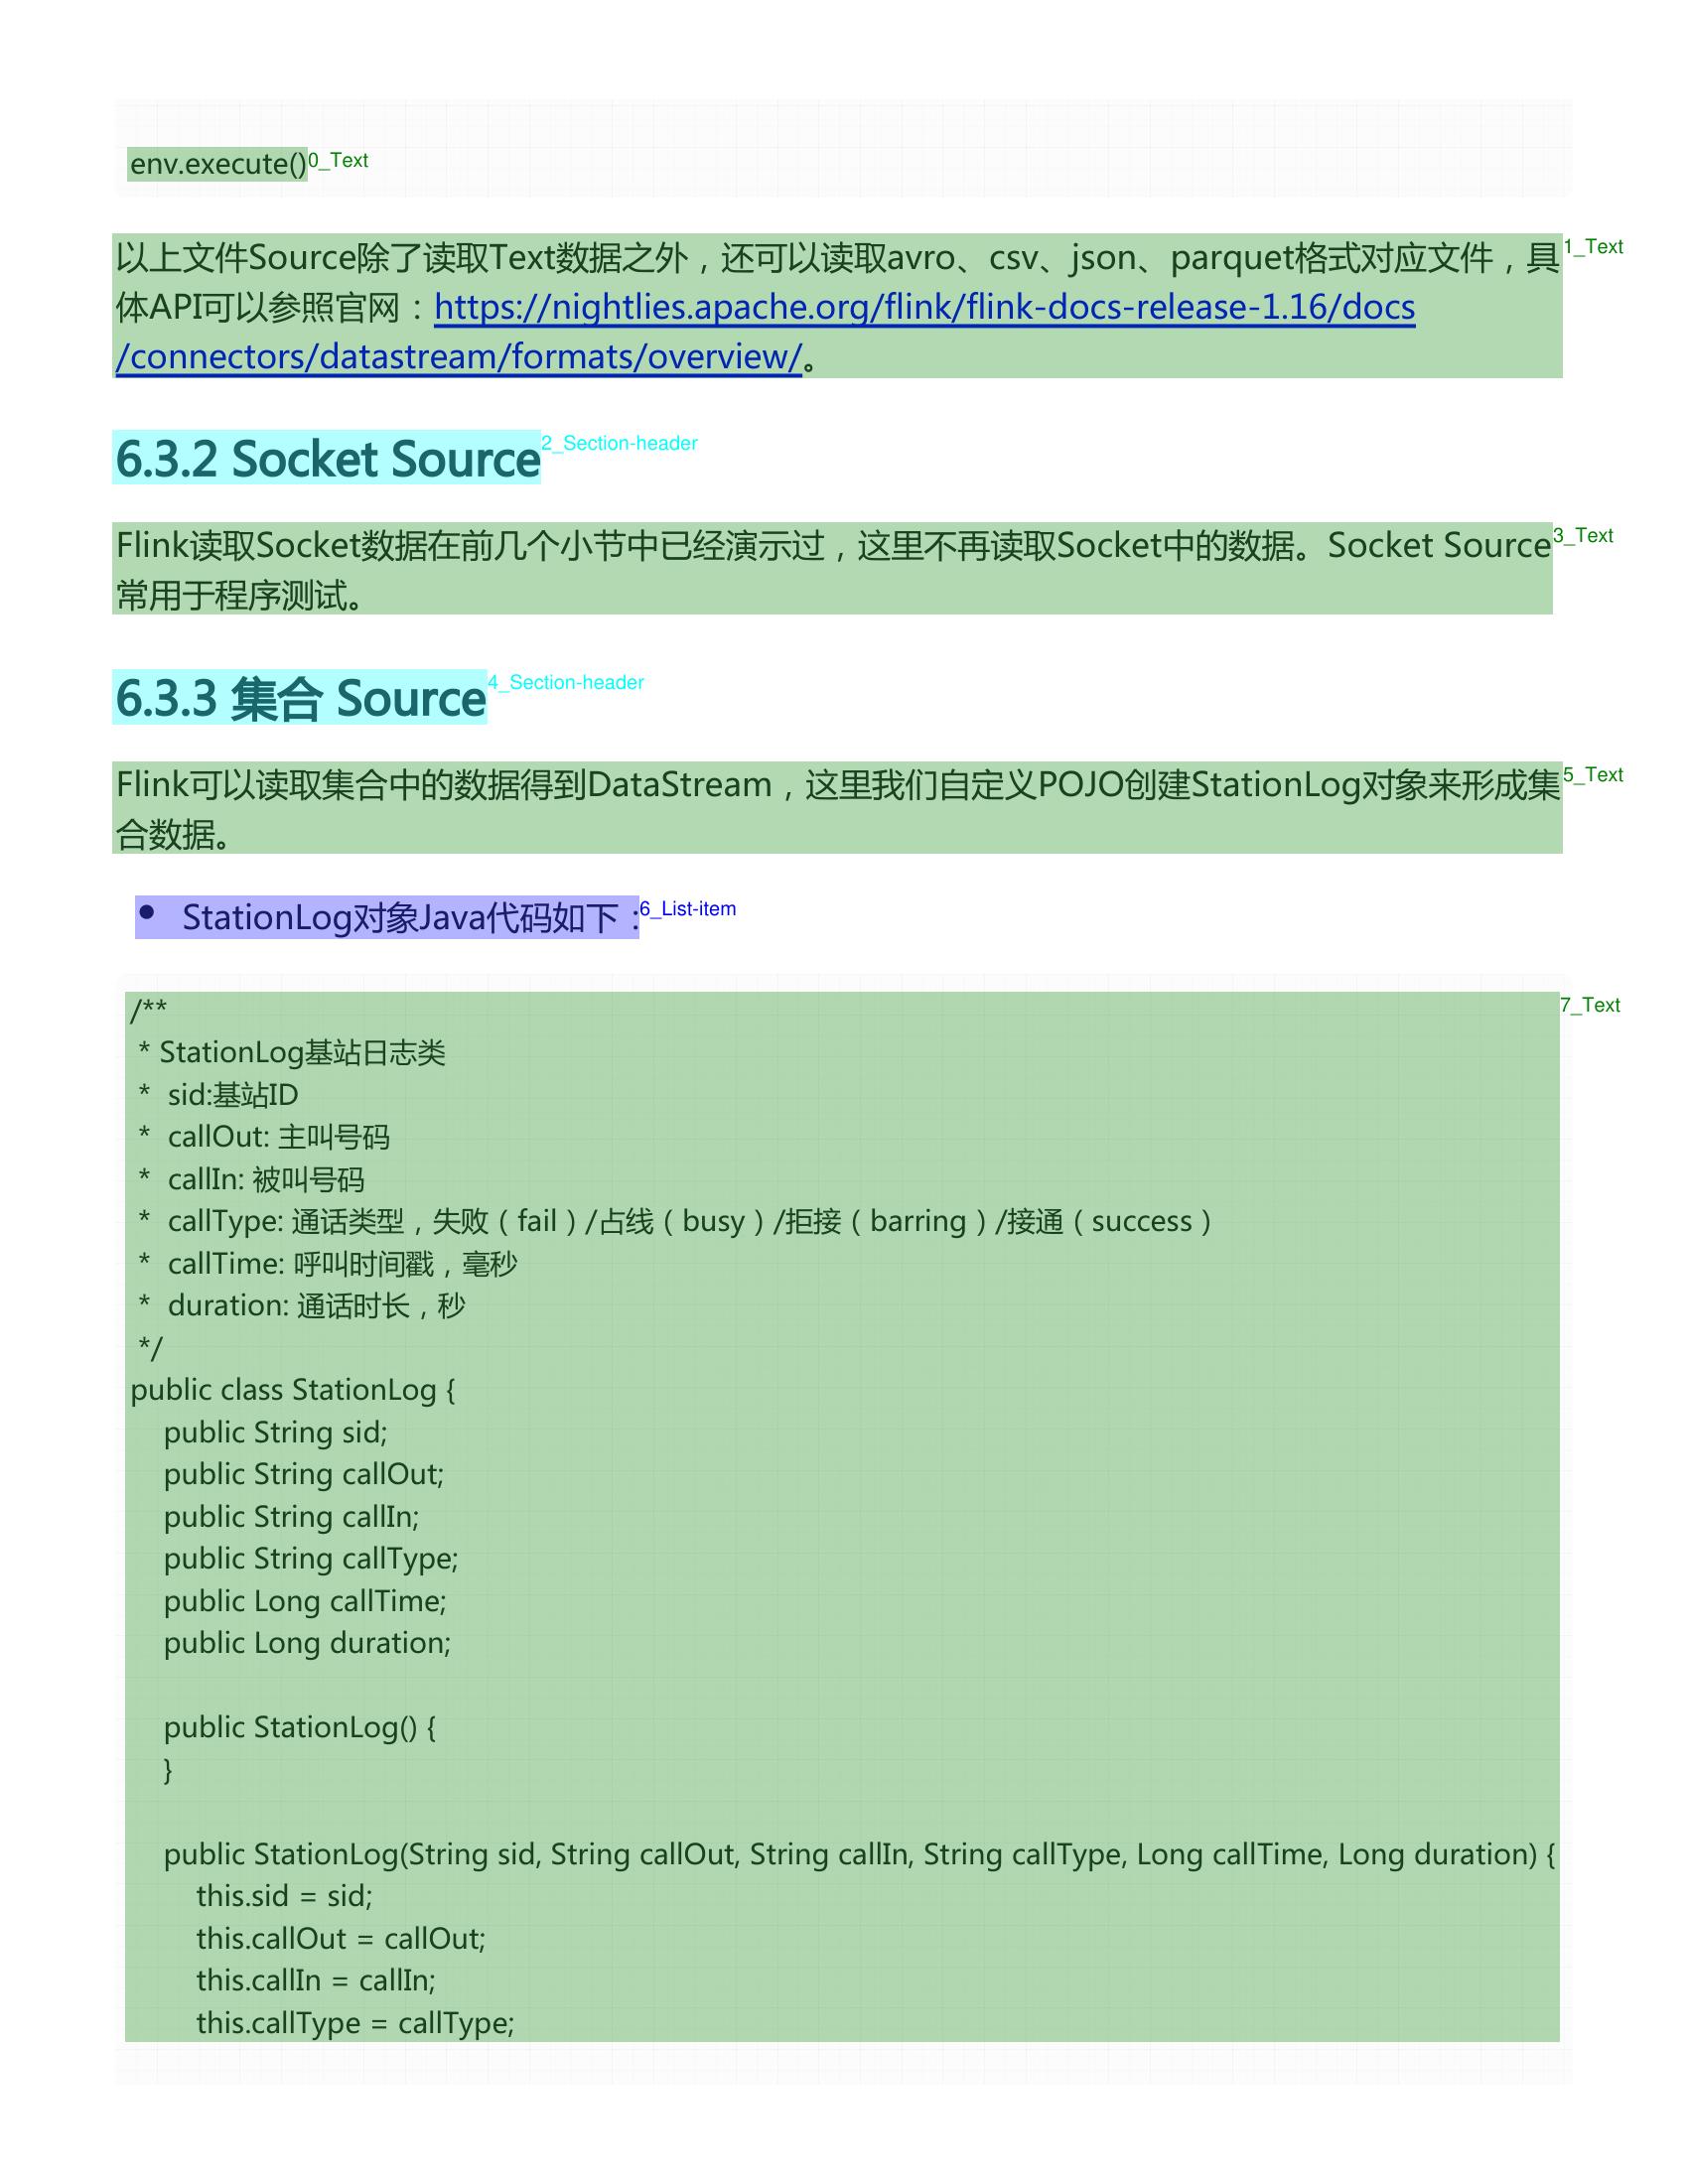 env.execute()0_Text
以上文件Source除了读取Text数据之外，还可以读取avro、csv、json、parquet格式对应文件，具1_Text
体API可以参照官网：https://nightlies.apache.org/flink/flink-docs-release-1.16/docs
/connectors/datastream/formats/overview/。
6.3.2 Socket Source2_Section-header
Flink读取Socket数据在前几个小节中已经演示过，这里不再读取Socket中的数据。Socket Source3_Text
常用于程序测试。
6.3.3 集合 Source4_Section-header
Flink可以读取集合中的数据得到DataStream，这里我们自定义POJO创建StationLog对象来形成集5_Text
合数据。
• StationLog对象Java代码如下：6_List-item
/** 7_Text
 * StationLog基站日志类
 *  sid:基站ID
 *  callOut: 主叫号码
 *  callIn: 被叫号码
 *  callType: 通话类型，失败（fail）/占线（busy）/拒接（barring）/接通（success）
 *  callTime: 呼叫时间戳，毫秒
 *  duration: 通话时长，秒
 */
public class StationLog {
    public String sid;
    public String callOut;
    public String callIn;
    public String callType;
    public Long callTime;
    public Long duration;
    public StationLog() {
    }
    public StationLog(String sid, String callOut, String callIn, String callType, Long callTime, Long duration) {
        this.sid = sid;
        this.callOut = callOut;
        this.callIn = callIn;
        this.callType = callType;